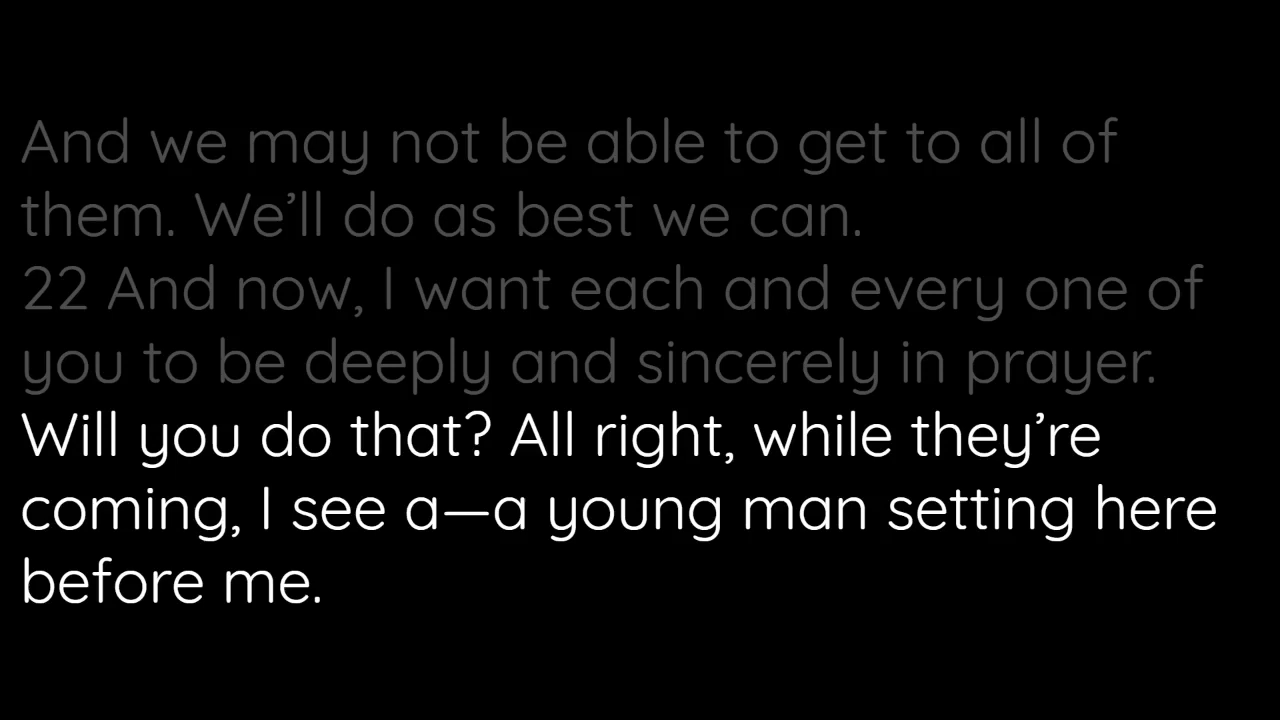 And we may not be able to get to all of
them. We’ll do as best we can.
22 And now, I want each and every one of
you to be deeply and sincerely in prayer.
Will you do that? All right, while they’re
coming, I see a—a young man setting here
before me.